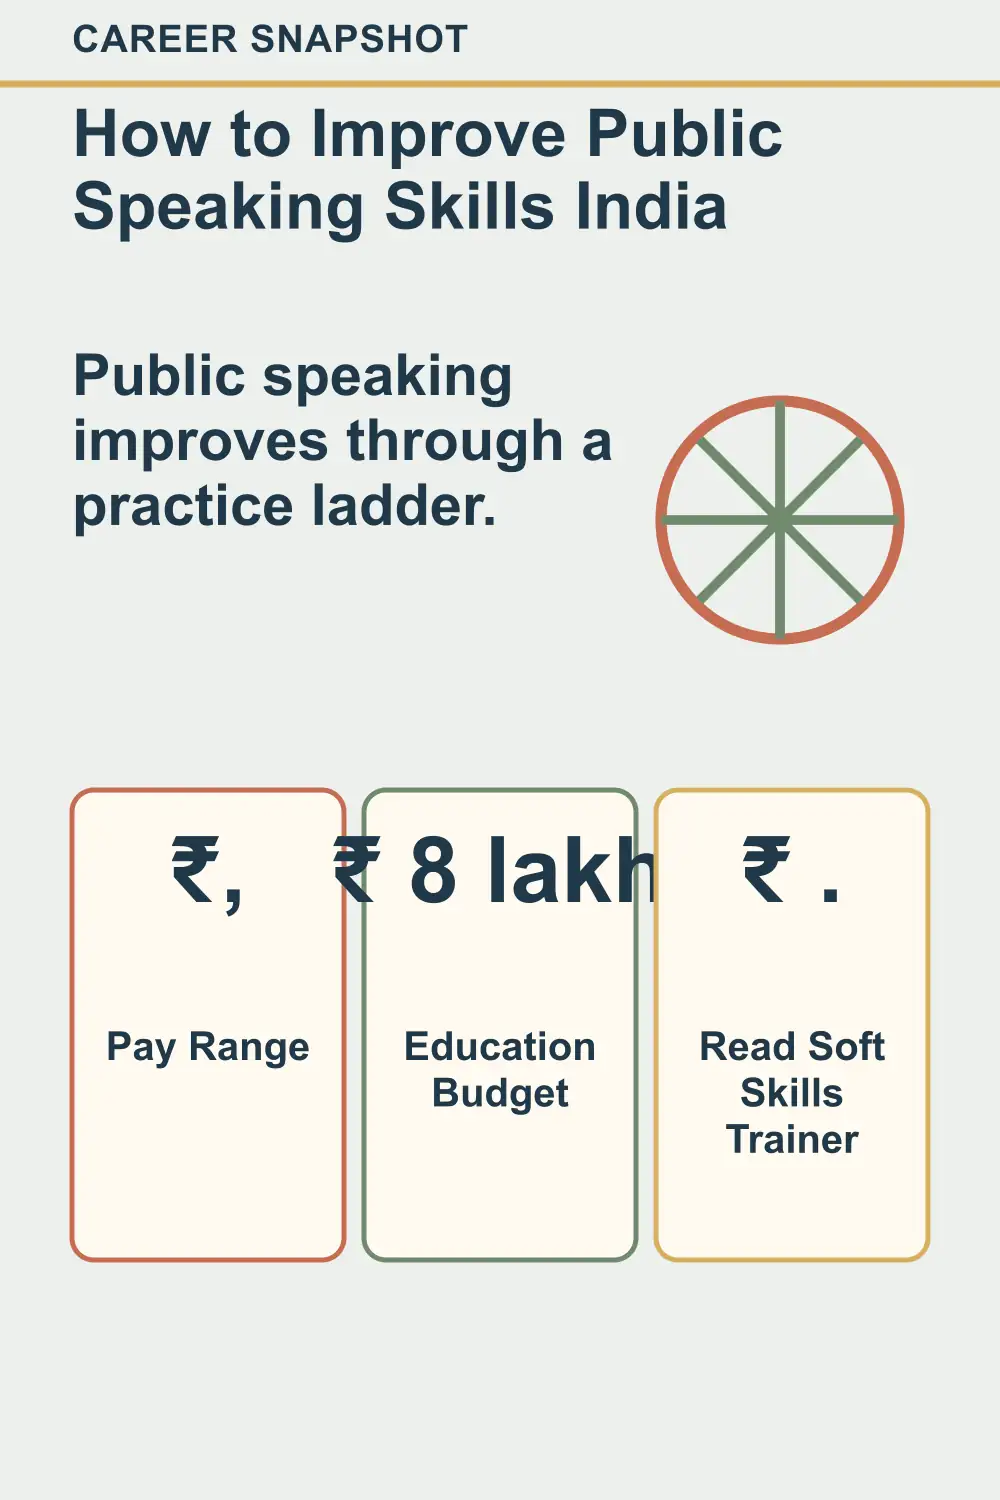 CAREER SNAPSHOT
How to Improve Public
Speaking Skills India
Public speaking
improves through a
practice ladder.
₹,
₹ 8 lakh
₹ .
Pay Range
Education
Budget
Read Soft
Skills
Trainer